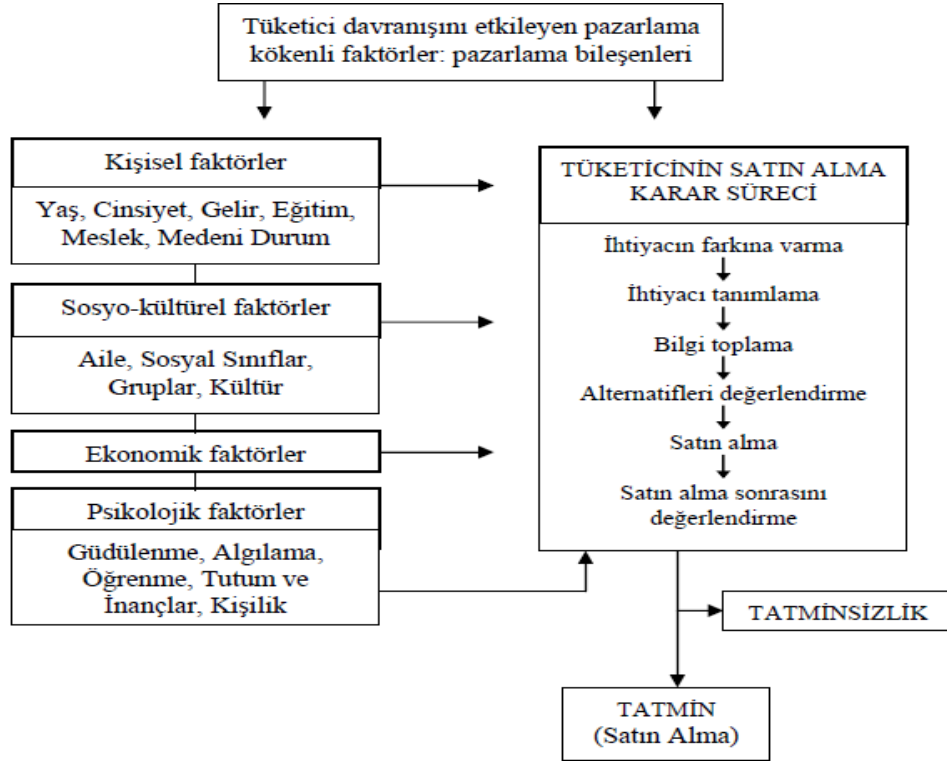 Tüketici davranışını etkileyen pazarlama
kökenli faktörler: pazarlama bileşenleri
Kişisel faktörler
Yaş, Cinsiyet, Gelir, Eğitim,
Meslek, Medeni Durum
Sosyo-kültürel faktörler
Aile, Sosyal Sınıflar,
Gruplar, Kültür
Ekonomik faktörler
Psikolojik faktörler
Güdülenme, Algılama,
Öğrenme, Tutum ve
İnançlar, Kişilik
TÜKETİCİNİN SATIN ALMA
KARAR SÜRECİ
İhtiyacın farkına varma
İhtiyacı tanımlama
Bilgi toplama
Alternatifleri değerlendirme
Satın alma
Satın alma sonrasını
değerlendirme
TATMİNSİZLİK
TATMİN
(Satın Alma)